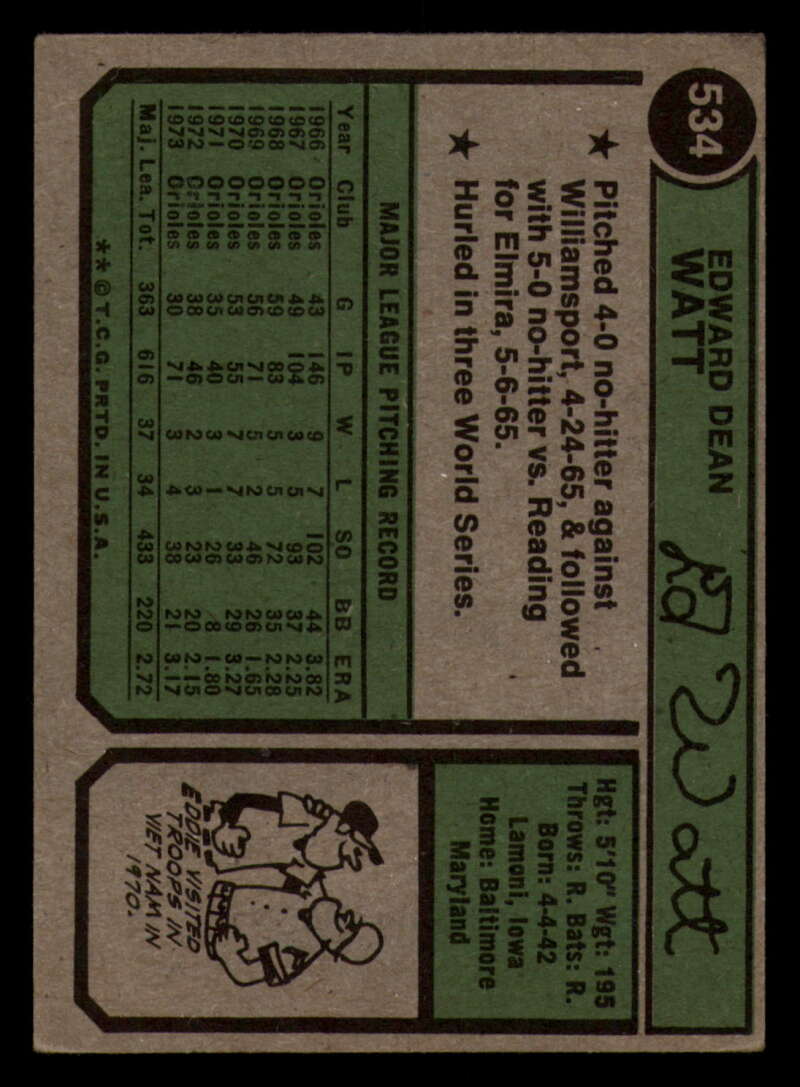 534
EDWARD DEAN
WATT
Ed Watt
★ Pitched 4-0 no-hitter against
Williamsport, 4-24-65, & followed
with 5-0 no-hitter vs. Reading
for Elmira, 5-6-65.
★ Hurled in three World Series.
MAJOR LEAGUE PITCHING RECORD
Year Club G IP W L SO BB ERA
1966 Orioles 43 146 9 7 102 44 3.82
1967 Orioles 49 104 3 5 93 37 2.25
1968 Orioles 59 83 5 5 72 35 2.28
1969 Orioles 56 71 5 2 46 26 1.65
1970 Orioles 53 55 7 7 33 29 3.27
1971 Orioles 35 40 3 1 26 8 1.80
1972 Orioles 38 46 2 3 23 20 2.15
1973 Orioles 30 71 3 4 38 21 3.17
Maj. Lea. Tot. 363 616 37 34 433 220 2.72
**© T.C.G. PRTD. IN U.S.A.
Hgt: 5'10" Wgt: 195
Throws: R. Bats: R.
Born: 4-4-42
Lamoni, Iowa
Home: Baltimore
Maryland
EDDIE VISITED
TROOPS IN
VIET NAM IN
1970.